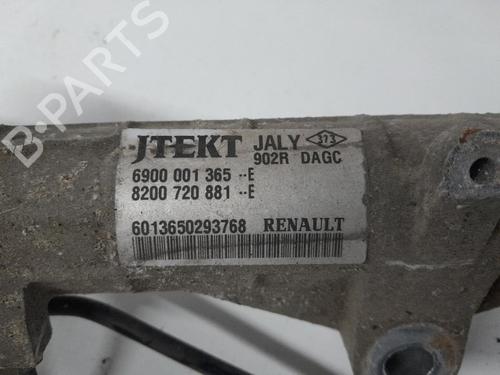 JTEKT JALY 373
902R DAGC
6900 001 365 --E
8200 720 881 --E
6013650293768 RENAULT
B-PARTS